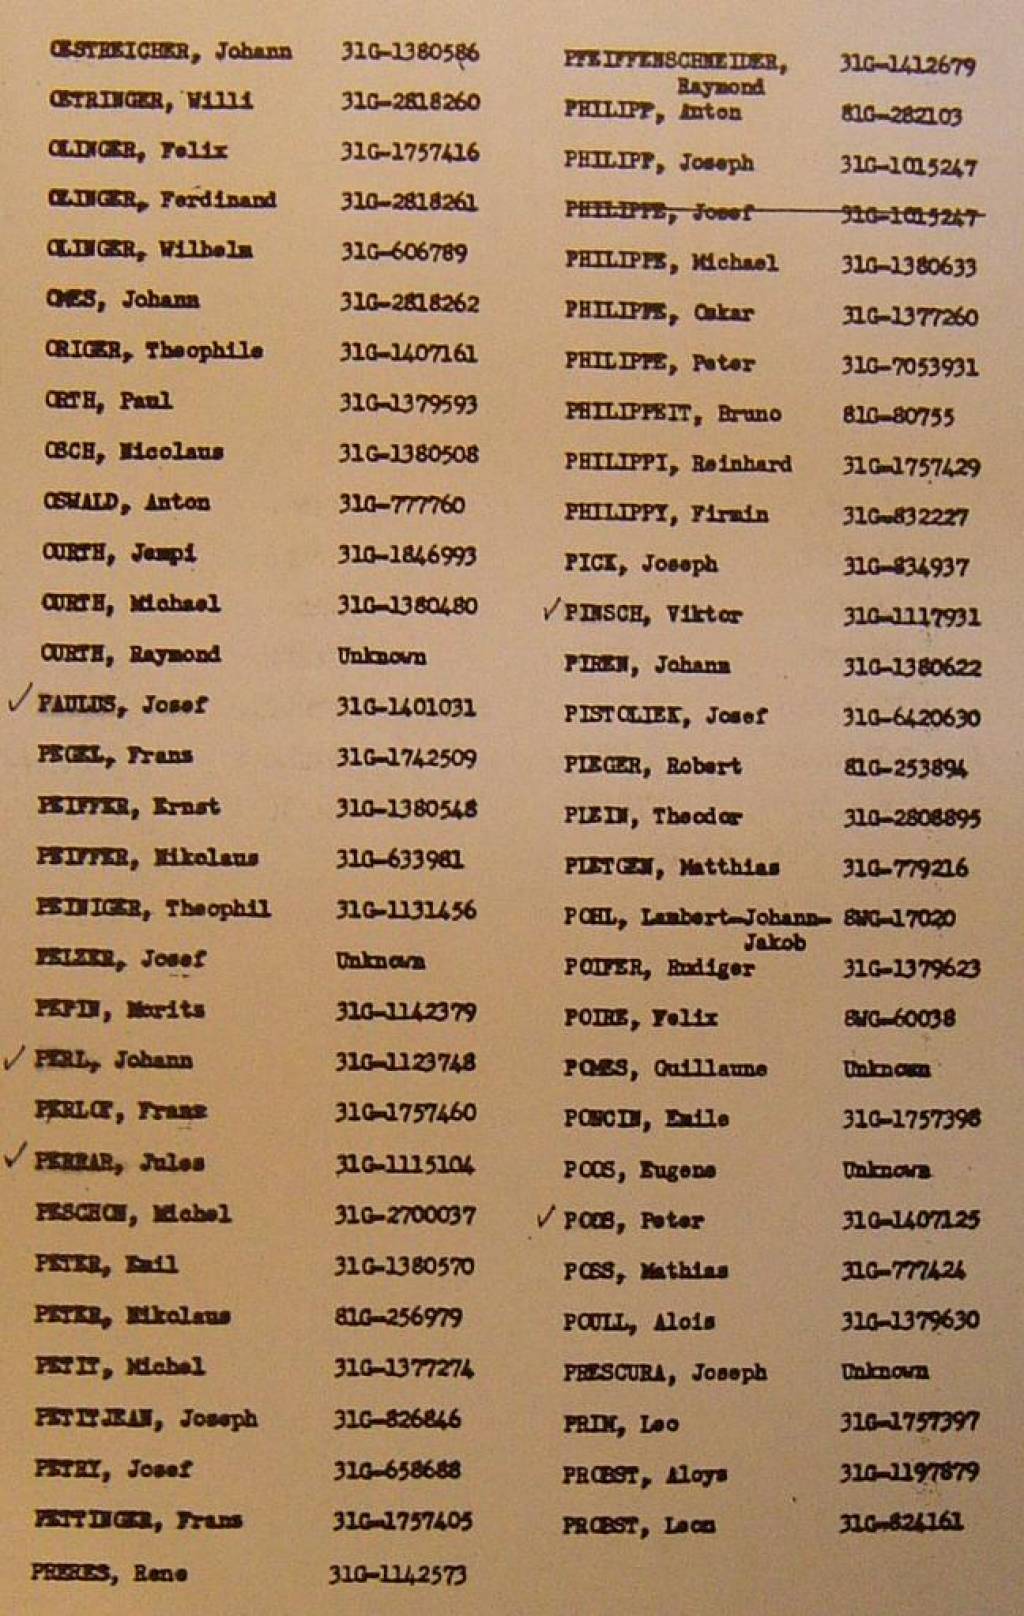 OESTREICHER, Johann 31G-1380586
OETRINGER, Willi 31G-2818260
OLINGER, Felix 31G-1757416
OLINGER, Ferdinand 31G-2818261
OLINGER, Wilhelm 31G-606789
OMES, Johann 31G-2818262
ORIGER, Theophile 31G-1407161
ORTH, Paul 31G-1379593
OSCH, Nicolaus 31G-1380508
OSWALD, Anton 31G-777760
OURTH, Jempi 31G-1846993
OURTH, Michael 31G-1380480
OURTH, Raymond Unknown
✓ PAULUS, Josef 31G-1401031
PEGEL, Frans 31G-1742509
PEIFFER, Ernst 31G-1380548
PEIFFER, Nikolaus 31G-633981
PEINIGER, Theophil 31G-1131456
PELZER, Josef Unknown
PEPIN, Morits 31G-1142379
✓ PERL, Johann 31G-1123748
PERLOF, Franz 31G-1757460
✓ PERRAR, Jules 31G-1115104
PESCHON, Michel 31G-2700037
PETER, Emil 31G-1380570
PETER, Nikolaus 81G-256979
PETIT, Michel 31G-1377274
PETITJEAN, Joseph 31G-826846
PETRY, Josef 31G-658688
PETTINGER, Frans 31G-1757405
PRERES, Rene 31G-1142573
PFEIFFENSCHNEIDER, 31G-1412679
Raymond
PHILIPP, Anton 81G-282103
PHILIPP, Joseph 31G-1015247
PHILIPPE, Josef 31G-1015247
PHILIPPE, Michael 31G-1380633
PHILIPPE, Oskar 31G-1377260
PHILIPPE, Peter 31G-7053931
PHILIPPEIT, Bruno 81G-80755
PHILIPPI, Reinhard 31G-1757429
PHILIPPY, Firmin 31G-832227
PICK, Joseph 31G-834937
✓ PINSCH, Viktor 31G-1117931
PIREN, Johann 31G-1380622
PISTOLIEK, Josef 31G-6420630
PLEGER, Robert 81G-253894
PLEIN, Theodor 31G-2808895
PLETGEN, Matthias 31G-779216
POHL, Lambert-Johann- 8WG-17020
Jakob
POIFER, Rudiger 31G-1379623
POIRE, Felix 8WG-60038
POMES, Guillaume Unknown
PONCIN, Emile 31G-1757398
POOS, Eugene Unknown
✓ POOS, Peter 31G-1407125
POSS, Mathias 31G-777424
POULL, Alois 31G-1379630
PRESCURA, Joseph Unknown
PRIM, Leo 31G-1757397
PROBST, Aloys 31G-1197879
PROBST, Leon 31G-824161